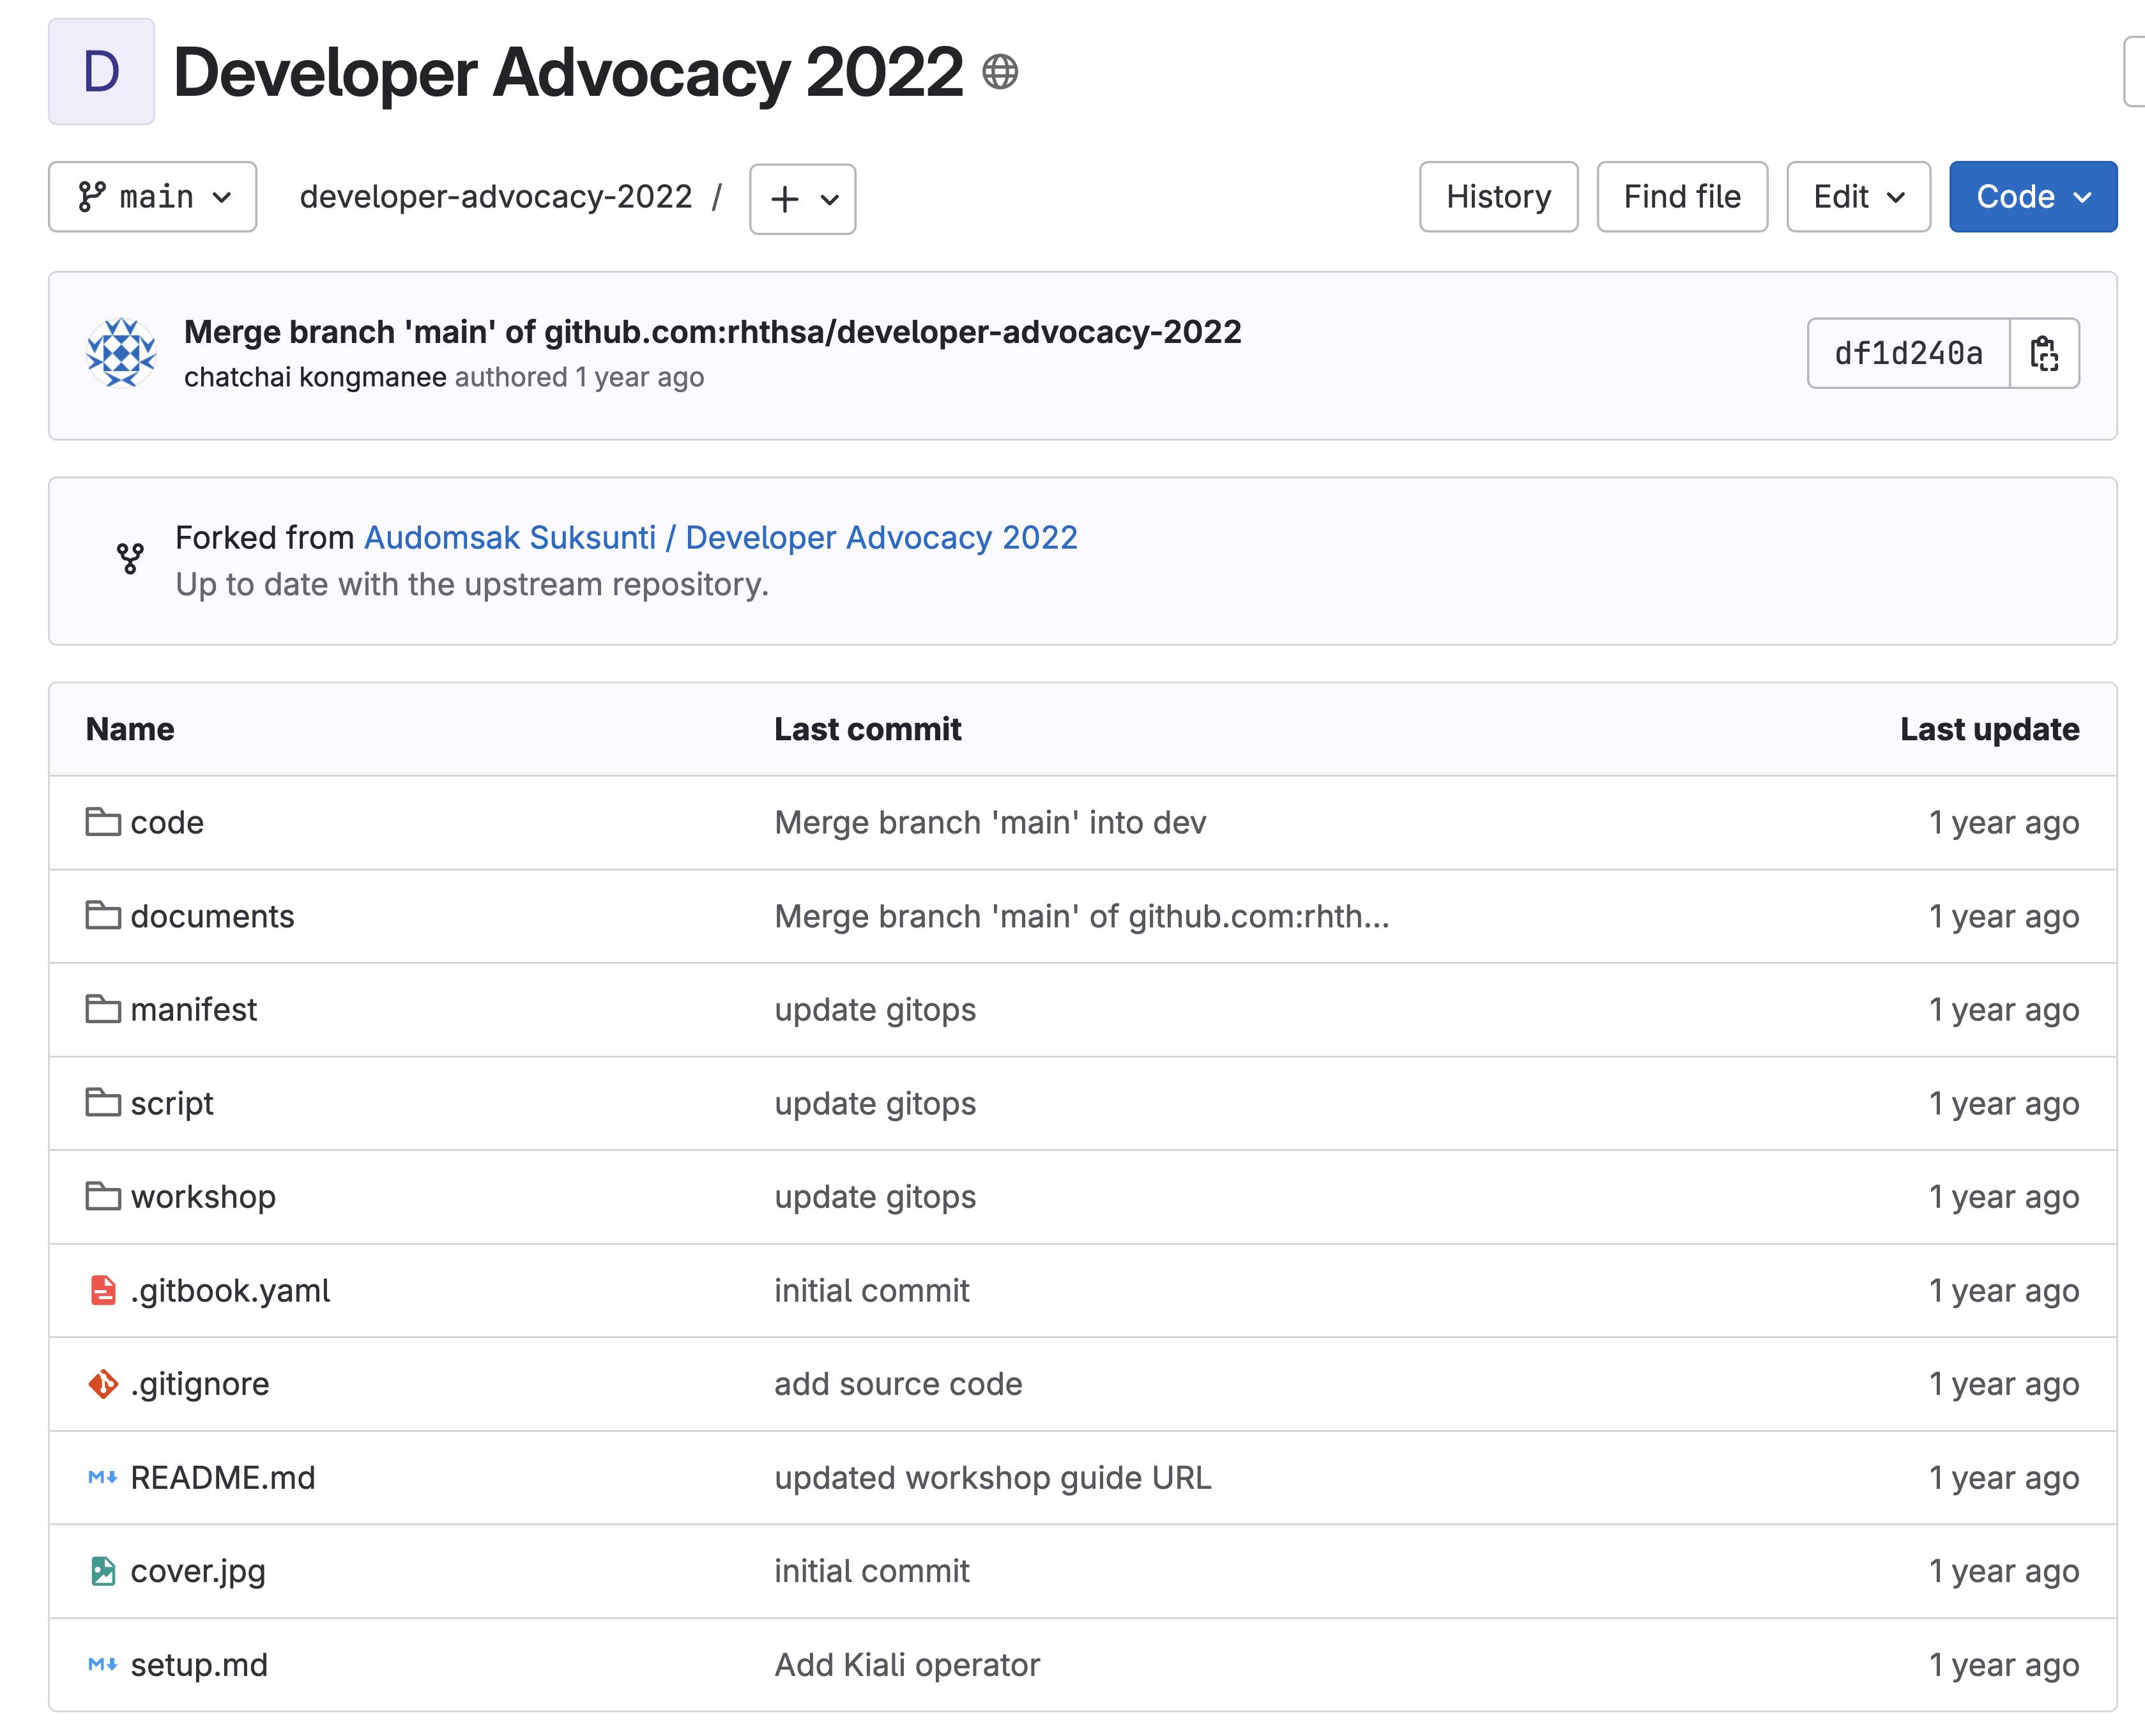 D Developer Advocacy 2022
main developer-advocacy-2022 / + History Find file Edit Code
Merge branch 'main' of github.com:rhthsa/developer-advocacy-2022
chatchai kongmanee authored 1 year ago
df1d240a
Forked from Audomsak Suksunti / Developer Advocacy 2022
Up to date with the upstream repository.
Name Last commit Last update
code Merge branch 'main' into dev 1 year ago
documents Merge branch 'main' of github.com:rhth... 1 year ago
manifest update gitops 1 year ago
script update gitops 1 year ago
workshop update gitops 1 year ago
.gitbook.yaml initial commit 1 year ago
.gitignore add source code 1 year ago
README.md updated workshop guide URL 1 year ago
cover.jpg initial commit 1 year ago
setup.md Add Kiali operator 1 year ago